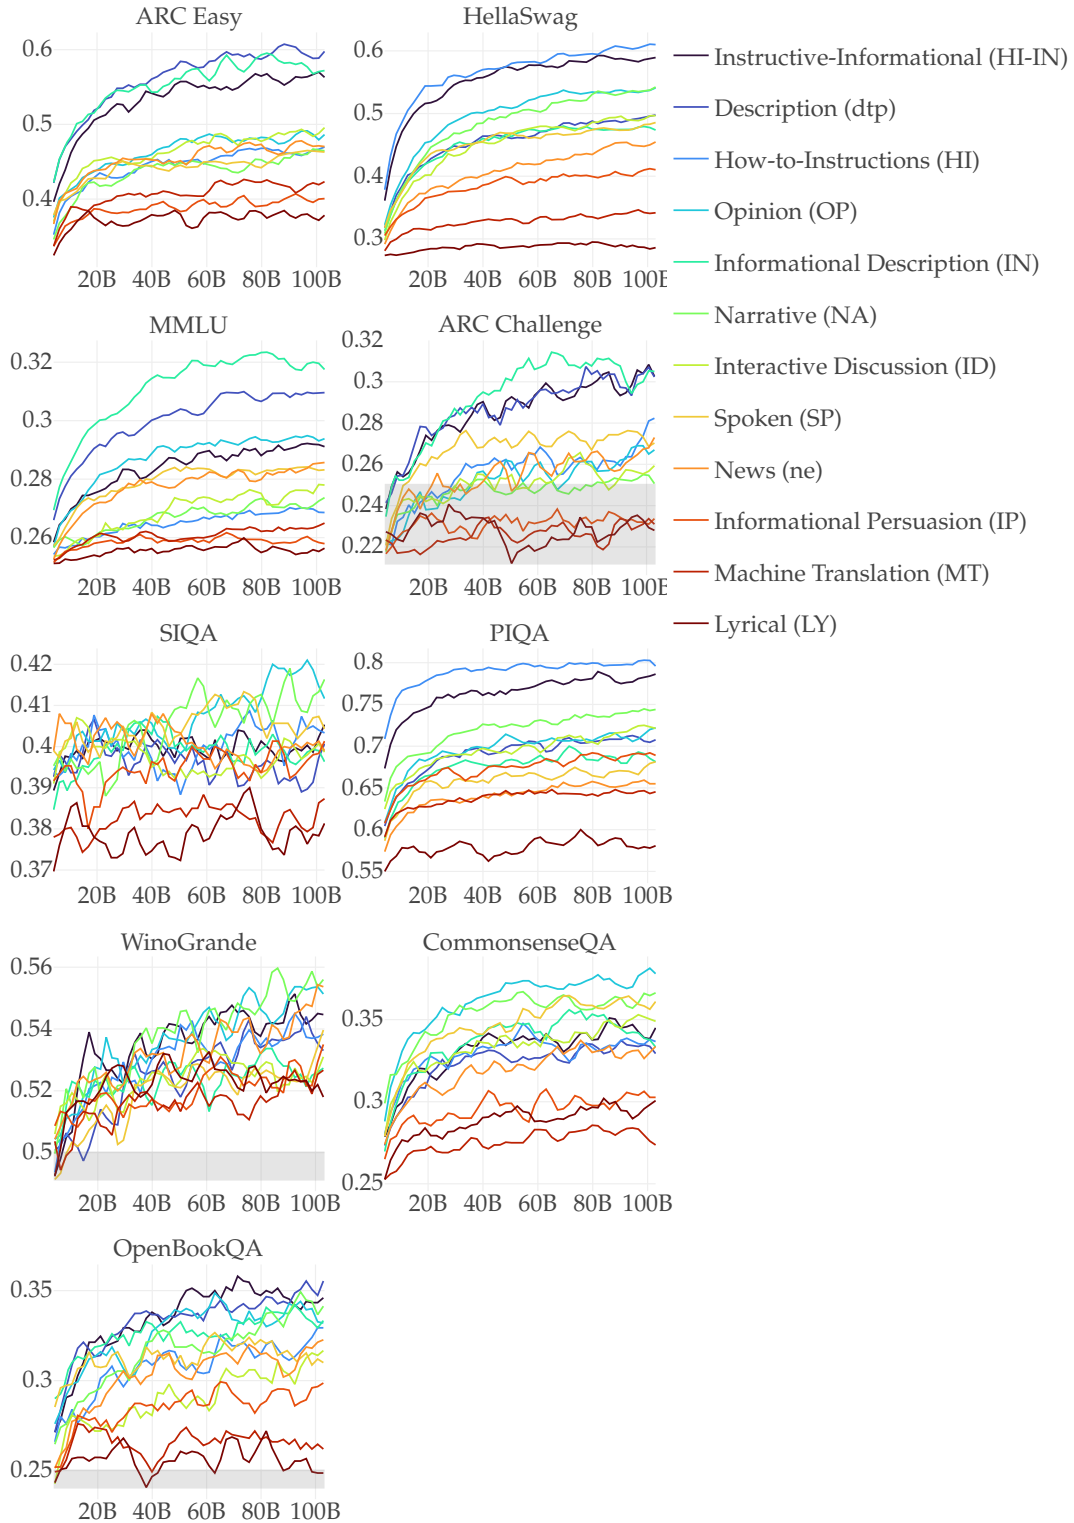 ARC Easy
0.6
0.5
0.4
20B 40B 60B 80B 100B
HellaSwag
0.6
0.5
0.4
0.3
20B 40B 60B 80B 100B
Instructive-Informational (HI-IN)
Description (dtp)
How-to-Instructions (HI)
Opinion (OP)
Informational Description (IN)
Narrative (NA)
Interactive Discussion (ID)
Spoken (SP)
News (ne)
Informational Persuasion (IP)
Machine Translation (MT)
Lyrical (LY)
MMLU
0.32
0.3
0.28
0.26
20B 40B 60B 80B 100B
ARC Challenge
0.32
0.3
0.28
0.26
0.24
0.22
20B 40B 60B 80B 100B
SIQA
0.42
0.41
0.4
0.39
0.38
0.37
20B 40B 60B 80B 100B
PIQA
0.8
0.75
0.7
0.65
0.6
0.55
20B 40B 60B 80B 100B
WinoGrande
0.56
0.54
0.52
0.5
20B 40B 60B 80B 100B
CommonsenseQA
0.35
0.3
0.25
20B 40B 60B 80B 100B
OpenBookQA
0.35
0.3
0.25
20B 40B 60B 80B 100B